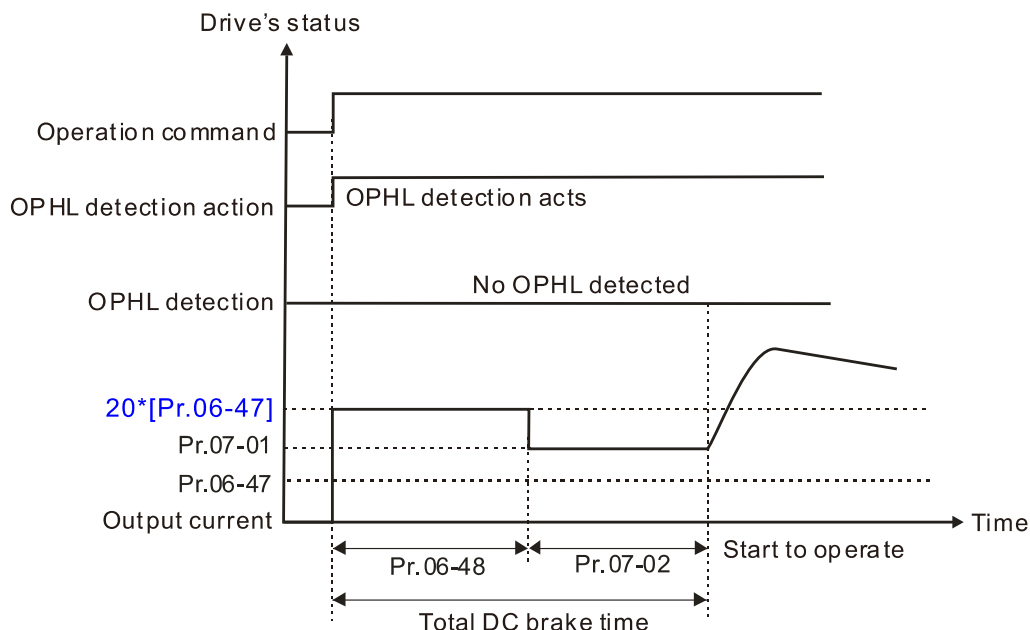 Drive's status
Operation command
OPHL detection action
OPHL detection acts
OPHL detection
No OPHL detected
20*[Pr.06-47]
Pr.07-01
Pr.06-47
Output current
Time
Pr.06-48
Pr.07-02
Start to operate
Total DC brake time